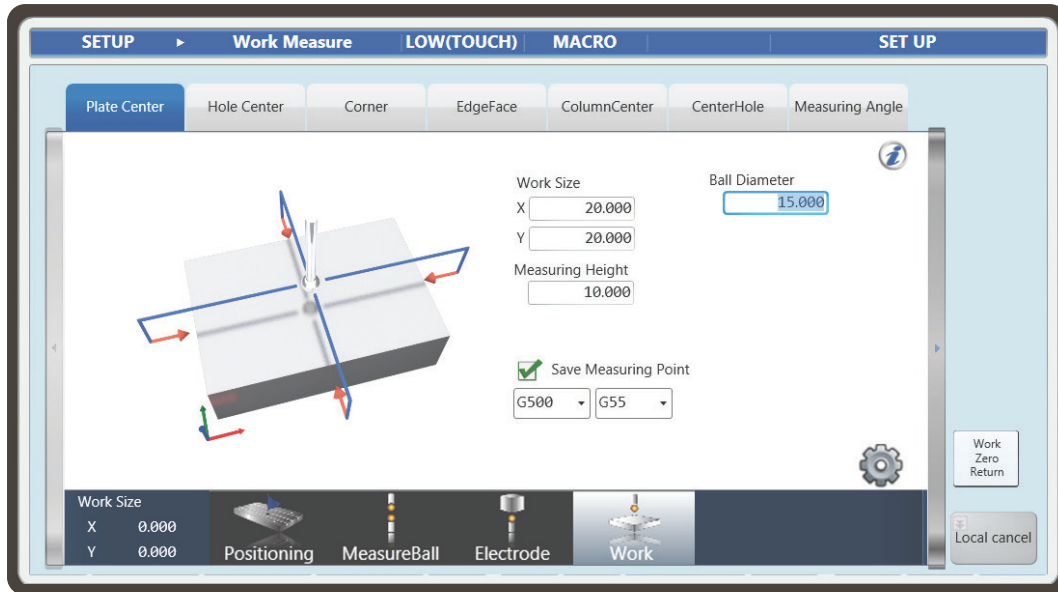 SETUP ► Work Measure LOW(TOUCH) MACRO SET UP
Plate Center Hole Center Corner EdgeFace ColumnCenter CenterHole Measuring Angle
i
Work Size
X 20.000
Y 20.000
Ball Diameter
15.000
Measuring Height
10.000
Save Measuring Point
G500 G55
Work
Zero
Return
Work Size
X 0.000
Y 0.000
Positioning MeasureBall Electrode Work
Local cancel